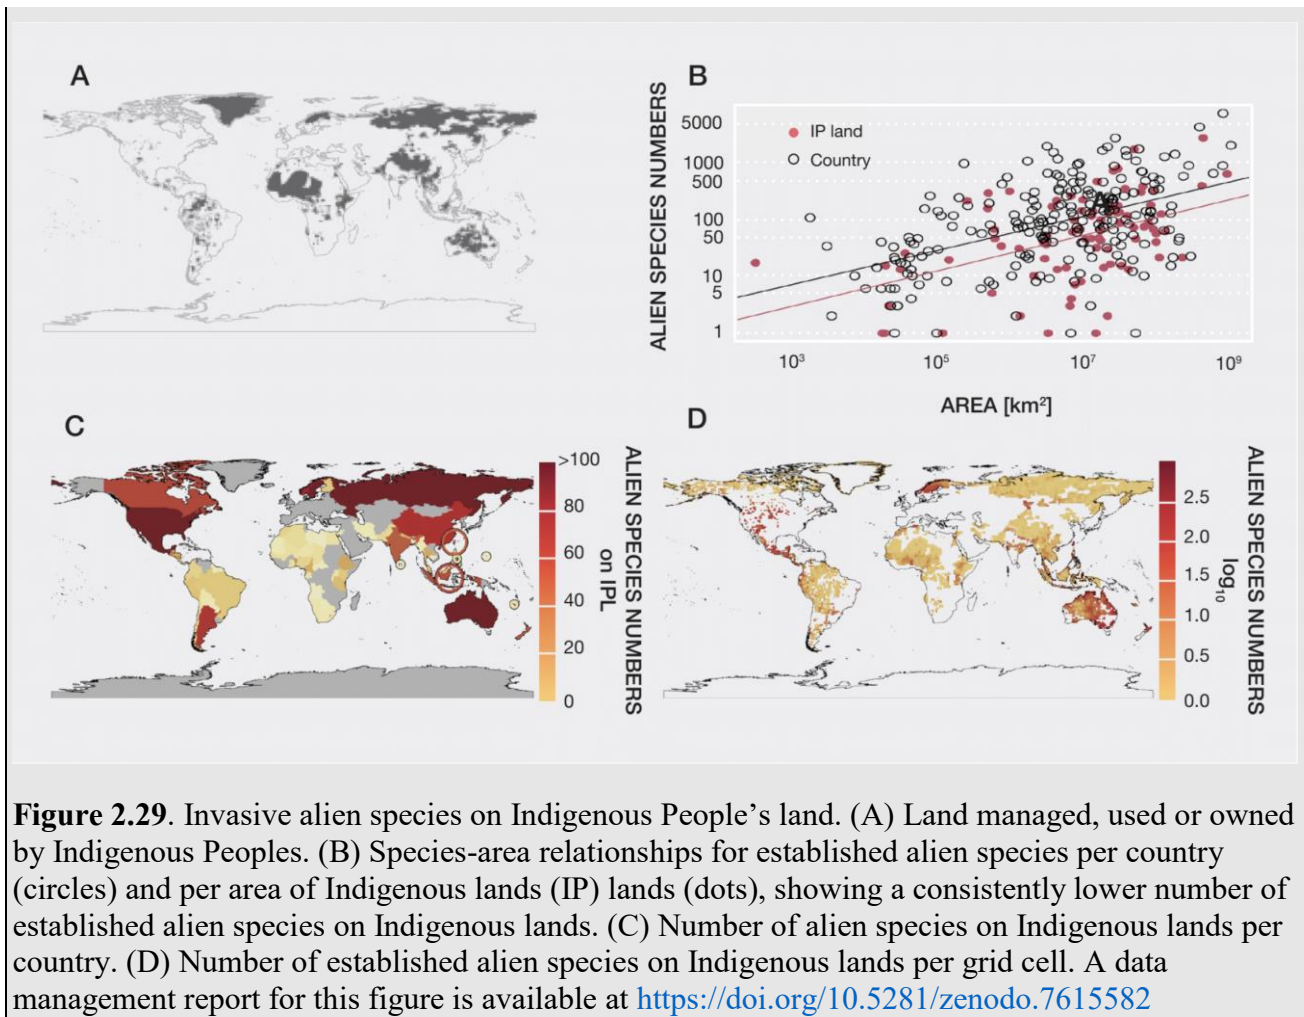 A
B
ALIEN SPECIES NUMBERS
5000
1000
500
100
50
10
5
1
IP land
Country
A
10³
10⁵
10⁷
10⁹
AREA [km²]
C
>100
80
60
40
20
0
ALIEN SPECIES NUMBERS
on IPL
D
2.5
2.0
1.5
1.0
0.5
0.0
log₁₀
ALIEN SPECIES NUMBERS
Figure 2.29. Invasive alien species on Indigenous People’s land. (A) Land managed, used or owned
by Indigenous Peoples. (B) Species-area relationships for established alien species per country
(circles) and per area of Indigenous lands (IP) lands (dots), showing a consistently lower number of
established alien species on Indigenous lands. (C) Number of alien species on Indigenous lands per
country. (D) Number of established alien species on Indigenous lands per grid cell. A data
management report for this figure is available at https://doi.org/10.5281/zenodo.7615582